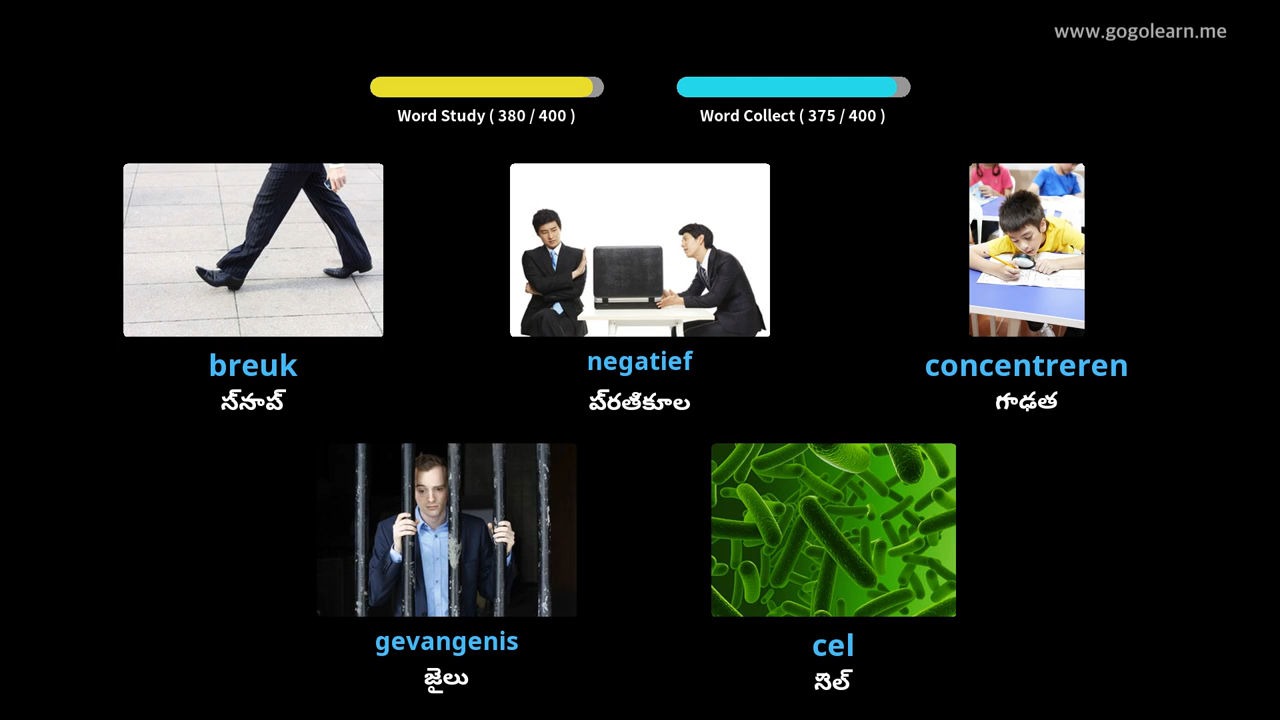 www.gogolearn.me
Word Study ( 380 / 400 )
Word Collect ( 375 / 400 )
breuk
negatief
concentreren
స్నాప్
ప్రతికూల
గాఢత
gevangenis
cel
జైలు
సెల్